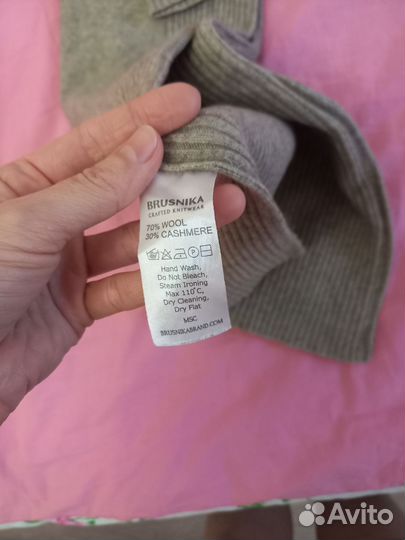 BRUSNIKA
CRAFTED KNITWEAR
70% WOOL
30% CASHMERE
Hand Wash,
Do Not Bleach,
Steam Ironing
Max 110°C,
Dry Cleaning,
Dry Flat
MSC
BRUSNIKABRAND.COM
Avito